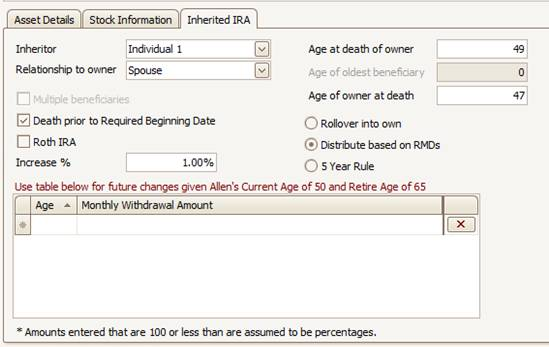 Asset Details Stock Information Inherited IRA
Inheritor Individual 1 Age at death of owner 49
Relationship to owner Spouse Age of oldest beneficiary 0
Multiple beneficiaries Age of owner at death 47
Death prior to Required Beginning Date Rollover into own
Roth IRA Distribute based on RMDs
Increase % 1.00% 5 Year Rule
Use table below for future changes given Allen's Current Age of 50 and Retire Age of 65
Age Monthly Withdrawal Amount
* Amounts entered that are 100 or less than are assumed to be percentages.